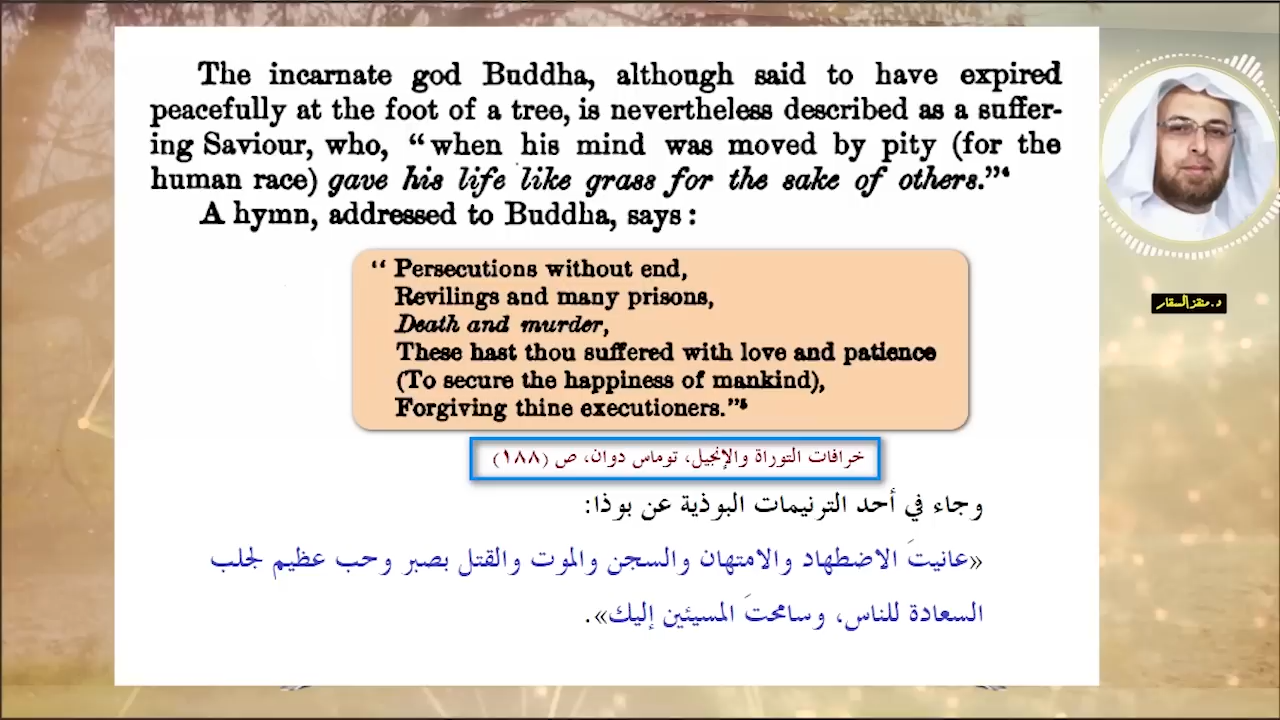 The incarnate god Buddha, although said to have expired
peacefully at the foot of a tree, is nevertheless described as a suffer-
ing Saviour, who, "when his mind was moved by pity (for the
human race) gave his life like grass for the sake of others."⁴
A hymn, addressed to Buddha, says:
"Persecutions without end,
Revilings and many prisons,
Death and murder,
These hast thou suffered with love and patience
(To secure the happiness of mankind),
Forgiving thine executioners."⁵
خرافات التوراة والإنجيل، توماس دوان، ص (١٨٨)
وجاء في أحد الترنيمات البوذية عن بوذا:
«عانيتَ الاضطهاد والامتهان والسجن والموت والقتل بصبر وحب عظيم لجلب
السعادة للناس، وسامحتَ المسيئين إليك».
د. منقذ السقار